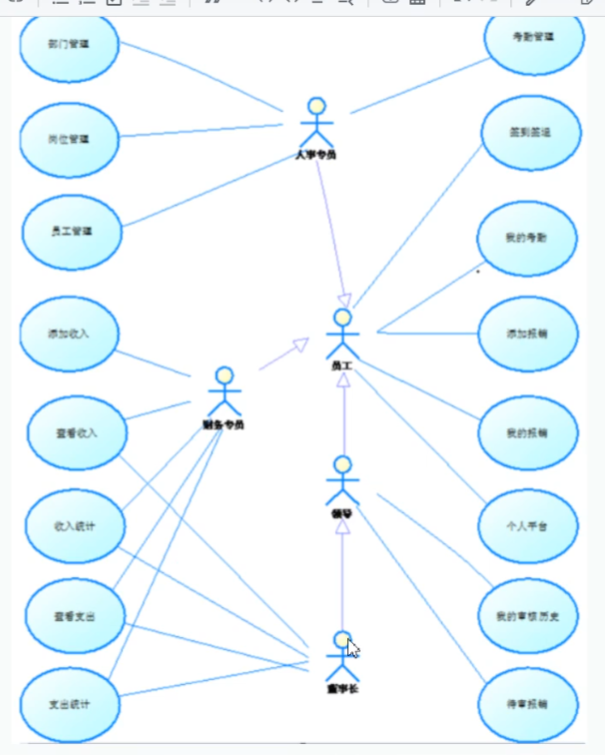 部门管理
考勤管理
岗位管理
签到签退
人事专员
员工管理
我的考勤
添加收入
添加报销
员工
查看收入
财务专员
我的报销
收入统计
领导
个人平台
查看支出
我的审核历史
董事长
支出统计
待审报销